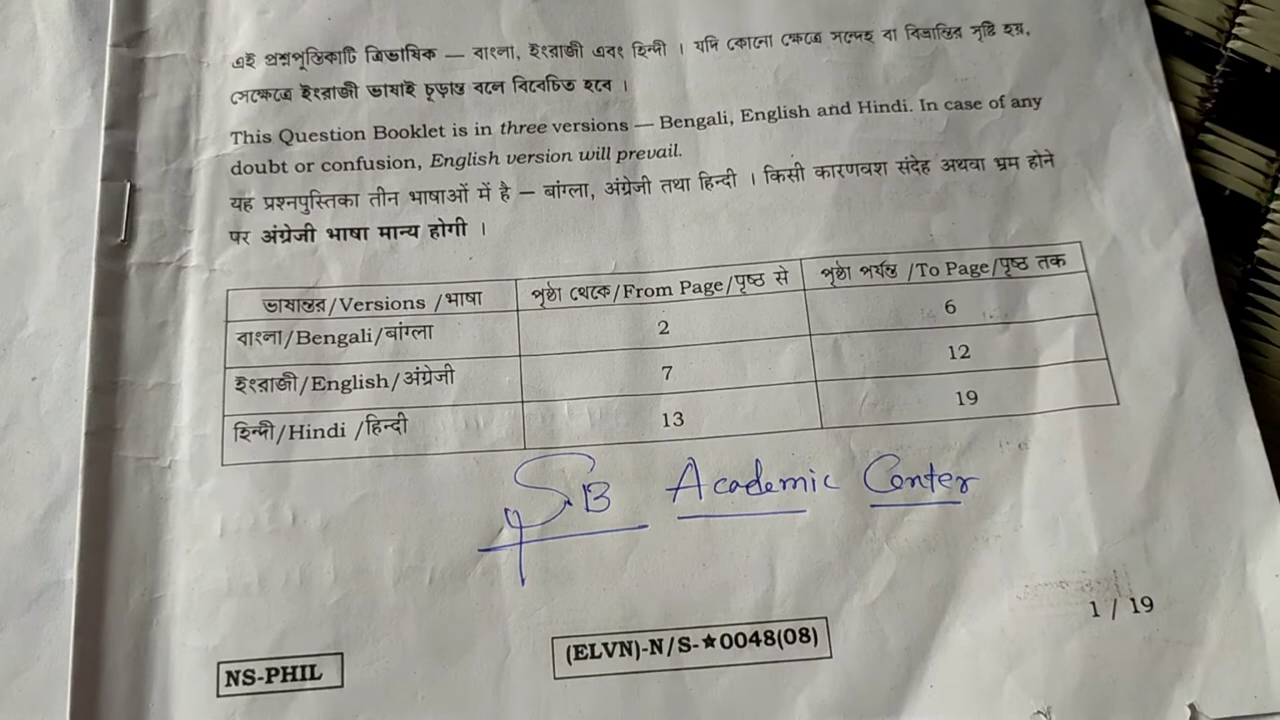 এই প্রশ্নপুস্তিকাটি ত্রিভাষিক — বাংলা, ইংরাজী এবং হিন্দী । যদি কোনো ক্ষেত্রে সন্দেহ বা বিভ্রান্তির সৃষ্টি হয়,
সেক্ষেত্রে ইংরাজী ভাষাই চূড়ান্ত বলে বিবেচিত হবে ।
This Question Booklet is in three versions — Bengali, English and Hindi. In case of any
doubt or confusion, English version will prevail.
यह प्रश्नपुस्तिका तीन भाषाओं में है – बांग्ला, अंग्रेजी तथा हिन्दी । किसी कारणवश संदेह अथवा भ्रम होने
पर अंग्रेजी भाषा मान्य होगी ।
ভাষান্তর/Versions /भाषा পৃষ্ঠা থেকে/From Page/पृष्ठ से পৃষ্ঠা পর্যন্ত /To Page/पृष्ठ तक
বাংলা/Bengali/बांग्ला 2 6
ইংরাজী/English/अंग्रेजी 7 12
হিন্দী/Hindi /हिन्दी 13 19
SB Academic Center
1 / 19
NS-PHIL (ELVN)-N/S-★0048(08)